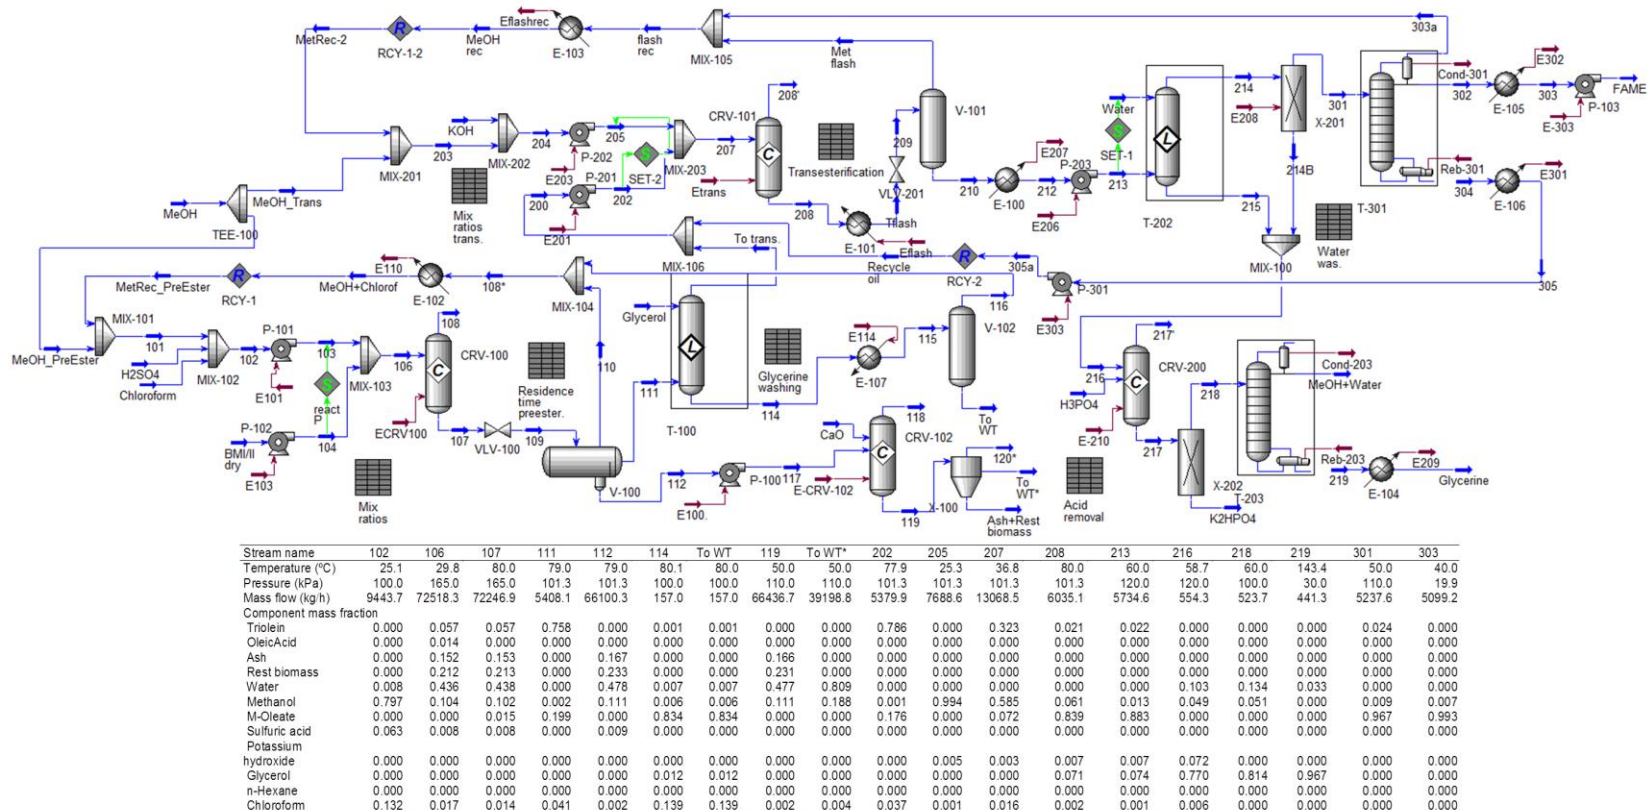 303a
Eflashrec
MetRec-2
RCY-1-2
MeOH
rec
E-103
flash
rec
MIX-105
Met
flash
Cond-301
E302
302
E-105
303
P-103
FAME
E-303
208'
CRV-101
V-101
Water
214
E208
X-201
301
KOH
MIX-202
204
P-202
205
MIX-203
207
C
209
VLV-201
E207
P-203
SET-1
S
L
203
MIX-201
E203
P-201
S
SET-2
Transesterification
Etrans
210
E-100
212
213
214B
Reb-301
304
E301
E-106
MeOH
MeOH_Trans
TEE-100
Mix
ratios
trans.
200
202
E201
208
E-101
Tflash
Eflash
E206
T-202
215
T-301
Water
was.
To trans.
MIX-106
Recycle
oil
305a
RCY-2
MIX-100
305
E110
MetRec_PreEster
RCY-1
MeOH+Chlorof
E-102
108*
MIX-104
P-301
E303
Glycerol
116
V-102
MIX-101
101
MeOH_PreEster
H2SO4
Chloroform
MIX-102
102
P-101
103
MIX-103
106
108
CRV-100
C
110
L
Glycerine
washing
E114
115
E-107
217'
CRV-200
C
216
H3PO4
Cond-203
MeOH+Water
E101
S
react
P
Residence
time
preester.
111
114
To
WT
218
P-102
BMI/II
dry
104
E103
ECRV100
107
VLV-100
109
T-100
CaO
118
CRV-102
C
E-210
217
Reb-203
E209
V-100
112
P-100
117
E-CRV-102
E100.
120*
To
WT*
X-100
119
Ash+Rest
biomass
Acid
removal
X-202
T-203
219
E-104
Glycerine
K2HPO4
Mix
ratios
Stream name 102 106 107 111 112 114 To WT 119 To WT* 202 205 207 208 213 216 218 219 301 303
Temperature (ºC) 25.1 29.8 80.0 79.0 79.0 80.1 80.0 50.0 50.0 77.9 25.3 36.8 80.0 60.0 58.7 60.0 143.4 50.0 40.0
Pressure (kPa) 100.0 165.0 165.0 101.3 101.3 100.0 100.0 110.0 110.0 101.3 101.3 101.3 101.3 120.0 120.0 100.0 30.0 110.0 19.9
Mass flow (kg/h) 9443.7 72518.3 72246.9 5408.1 66100.3 157.0 157.0 66436.7 39198.8 5379.9 7688.6 13068.5 6035.1 5734.6 554.3 523.7 441.3 5237.6 5099.2
Component mass fraction
Triolein 0.000 0.057 0.057 0.758 0.000 0.001 0.001 0.000 0.000 0.786 0.000 0.323 0.021 0.022 0.000 0.000 0.000 0.024 0.000
OleicAcid 0.000 0.014 0.000 0.000 0.000 0.000 0.000 0.000 0.000 0.000 0.000 0.000 0.000 0.000 0.000 0.000 0.000 0.000 0.000
Ash 0.000 0.152 0.153 0.000 0.167 0.000 0.000 0.166 0.000 0.000 0.000 0.000 0.000 0.000 0.000 0.000 0.000 0.000 0.000
Rest biomass 0.000 0.212 0.213 0.000 0.233 0.000 0.000 0.231 0.000 0.000 0.000 0.000 0.000 0.000 0.000 0.000 0.000 0.000 0.000
Water 0.008 0.436 0.438 0.000 0.478 0.007 0.007 0.477 0.809 0.000 0.000 0.000 0.000 0.000 0.103 0.134 0.033 0.000 0.000
Methanol 0.797 0.104 0.102 0.002 0.111 0.006 0.006 0.111 0.188 0.001 0.994 0.585 0.061 0.013 0.049 0.051 0.000 0.009 0.007
M-Oleate 0.000 0.000 0.015 0.199 0.000 0.834 0.834 0.000 0.000 0.176 0.000 0.072 0.839 0.883 0.000 0.000 0.000 0.967 0.993
Sulfuric acid 0.063 0.008 0.008 0.000 0.009 0.000 0.000 0.000 0.000 0.000 0.000 0.000 0.000 0.000 0.000 0.000 0.000 0.000 0.000
Potassium
hydroxide 0.000 0.000 0.000 0.000 0.000 0.000 0.000 0.000 0.000 0.000 0.005 0.003 0.007 0.007 0.072 0.000 0.000 0.000 0.000
Glycerol 0.000 0.000 0.000 0.000 0.000 0.012 0.012 0.000 0.000 0.000 0.000 0.000 0.071 0.074 0.770 0.814 0.967 0.000 0.000
n-Hexane 0.000 0.000 0.000 0.000 0.000 0.000 0.000 0.000 0.000 0.000 0.000 0.000 0.000 0.000 0.000 0.000 0.000 0.000 0.000
Chloroform 0.132 0.017 0.014 0.041 0.002 0.139 0.139 0.002 0.004 0.037 0.001 0.016 0.002 0.001 0.006 0.000 0.000 0.000 0.000